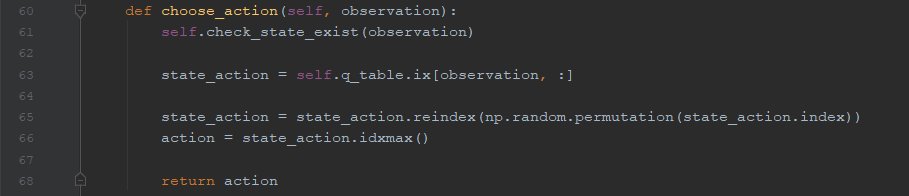 60 def choose_action(self, observation):
61 self.check_state_exist(observation)
62
63 state_action = self.q_table.ix[observation, :]
64
65 state_action = state_action.reindex(np.random.permutation(state_action.index))
66 action = state_action.idxmax()
67
68 return action